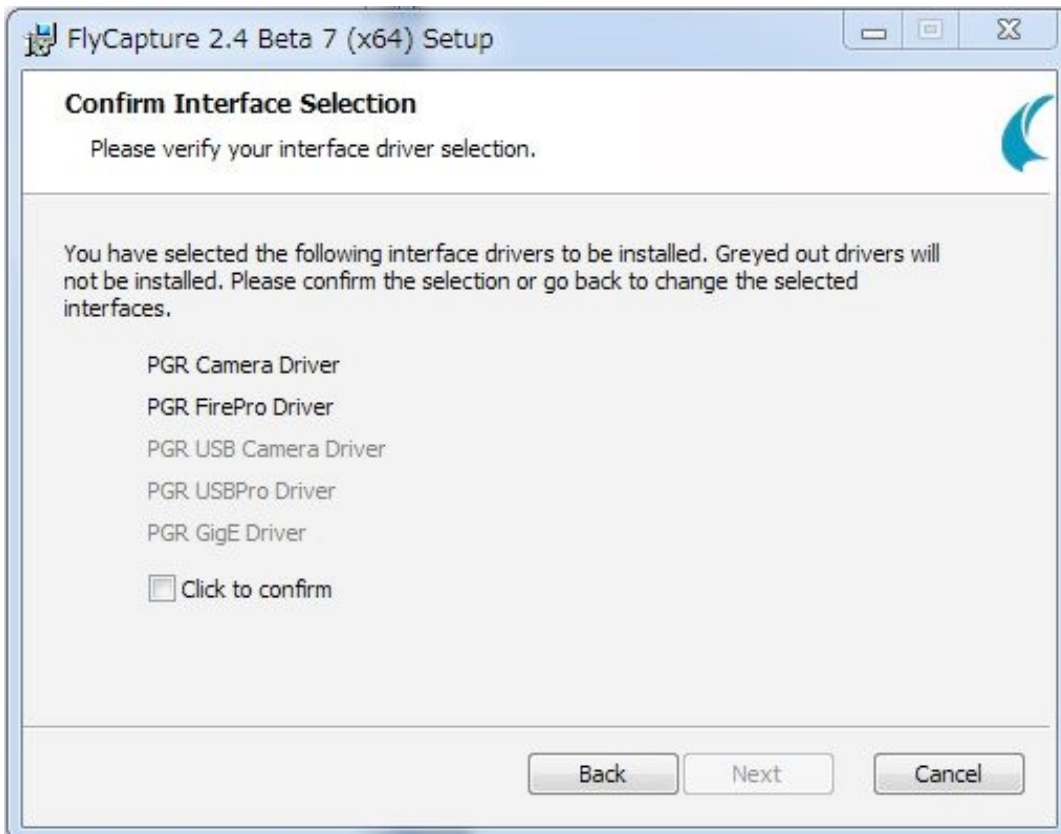 FlyCapture 2.4 Beta 7 (x64) Setup
Confirm Interface Selection
Please verify your interface driver selection.
You have selected the following interface drivers to be installed. Greyed out drivers will
not be installed. Please confirm the selection or go back to change the selected
interfaces.
PGR Camera Driver
PGR FirePro Driver
PGR USB Camera Driver
PGR USBPro Driver
PGR GigE Driver
Click to confirm
Back
Next
Cancel